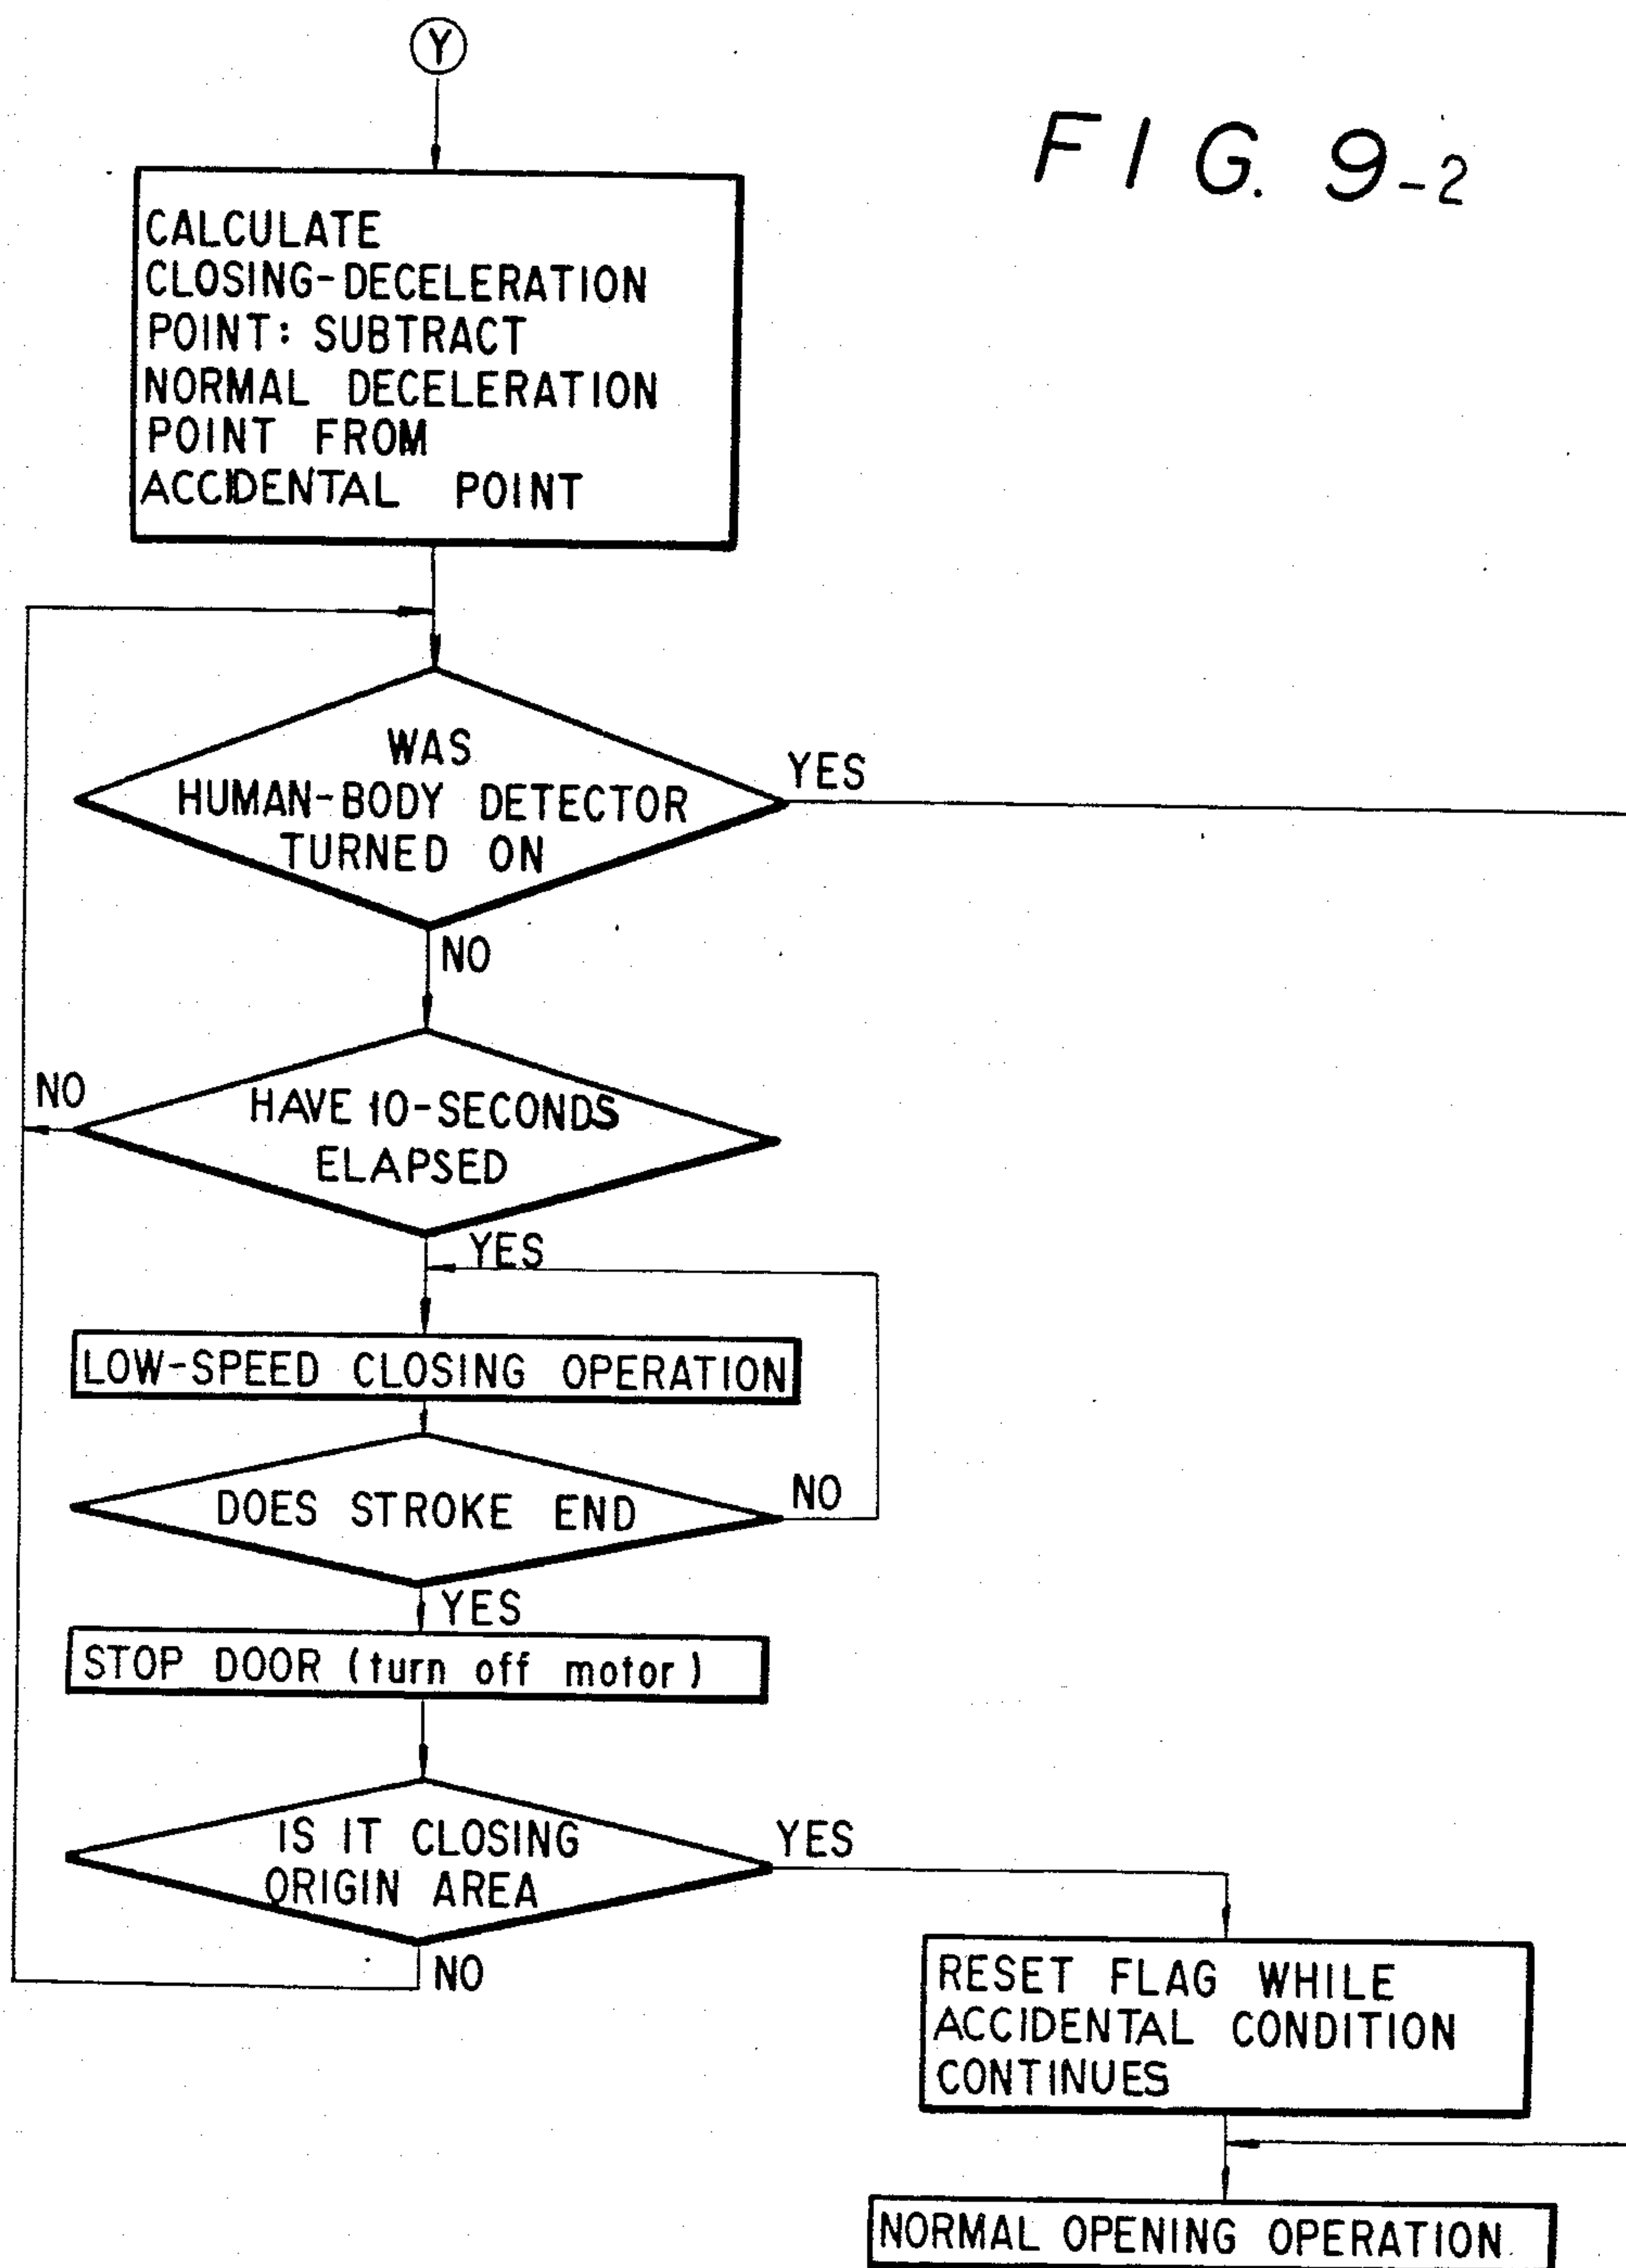 Y
FIG. 9-2
CALCULATE
CLOSING-DECELERATION
POINT: SUBTRACT
NORMAL DECELERATION
POINT FROM
ACCIDENTAL POINT
WAS
HUMAN-BODY DETECTOR
TURNED ON
YES
NO
HAVE 10-SECONDS
ELAPSED
NO
YES
LOW-SPEED CLOSING OPERATION
DOES STROKE END
NO
YES
STOP DOOR (turn off motor)
IS IT CLOSING
ORIGIN AREA
YES
NO
RESET FLAG WHILE
ACCIDENTAL CONDITION
CONTINUES
NORMAL OPENING OPERATION